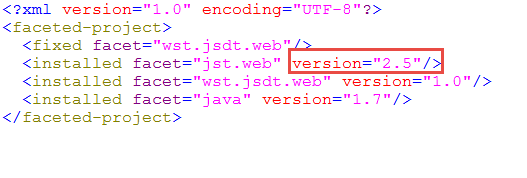 <?xml version="1.0" encoding="UTF-8"?>
<faceted-project>
  <fixed facet="wst.jsdt.web"/>
  <installed facet="jst.web" version="2.5"/>
  <installed facet="wst.jsdt.web" version="1.0"/>
  <installed facet="java" version="1.7"/>
</faceted-project>